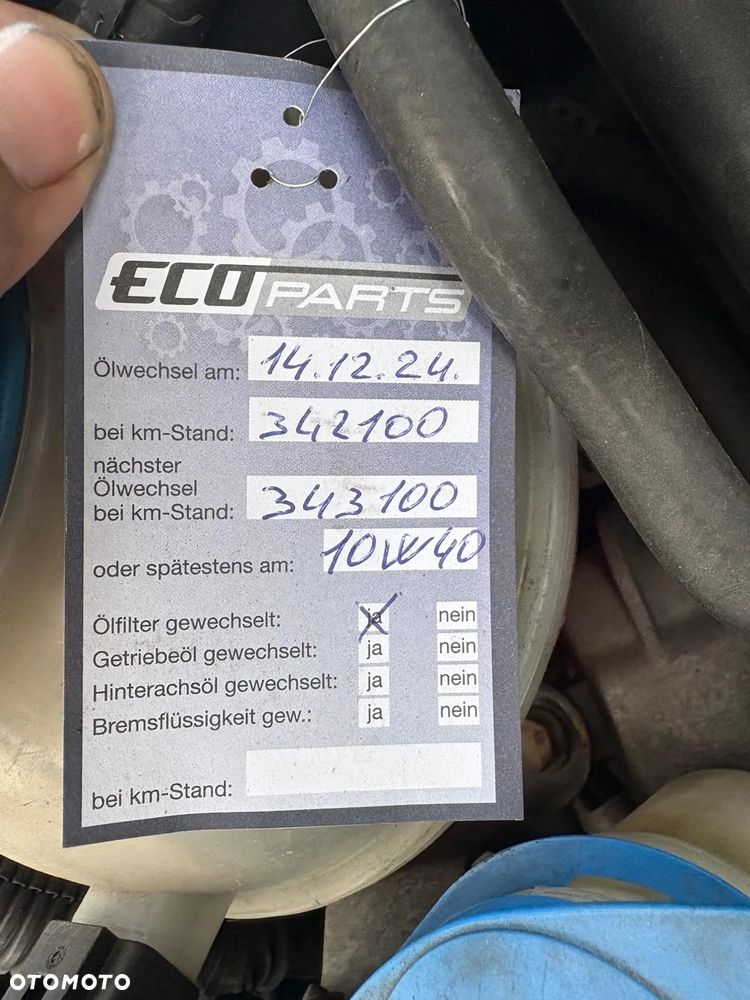 ECO PARTS
Ölwechsel am: 14.12.24.
bei km-Stand: 342100
nächster
Ölwechsel
bei km-Stand: 343100
oder spätestens am: 10W40
Ölfilter gewechselt: ja nein
Getriebeöl gewechselt: ja nein
Hinterachsöl gewechselt: ja nein
Bremsflüssigkeit gew.: ja nein
bei km-Stand:
OTOMOTO